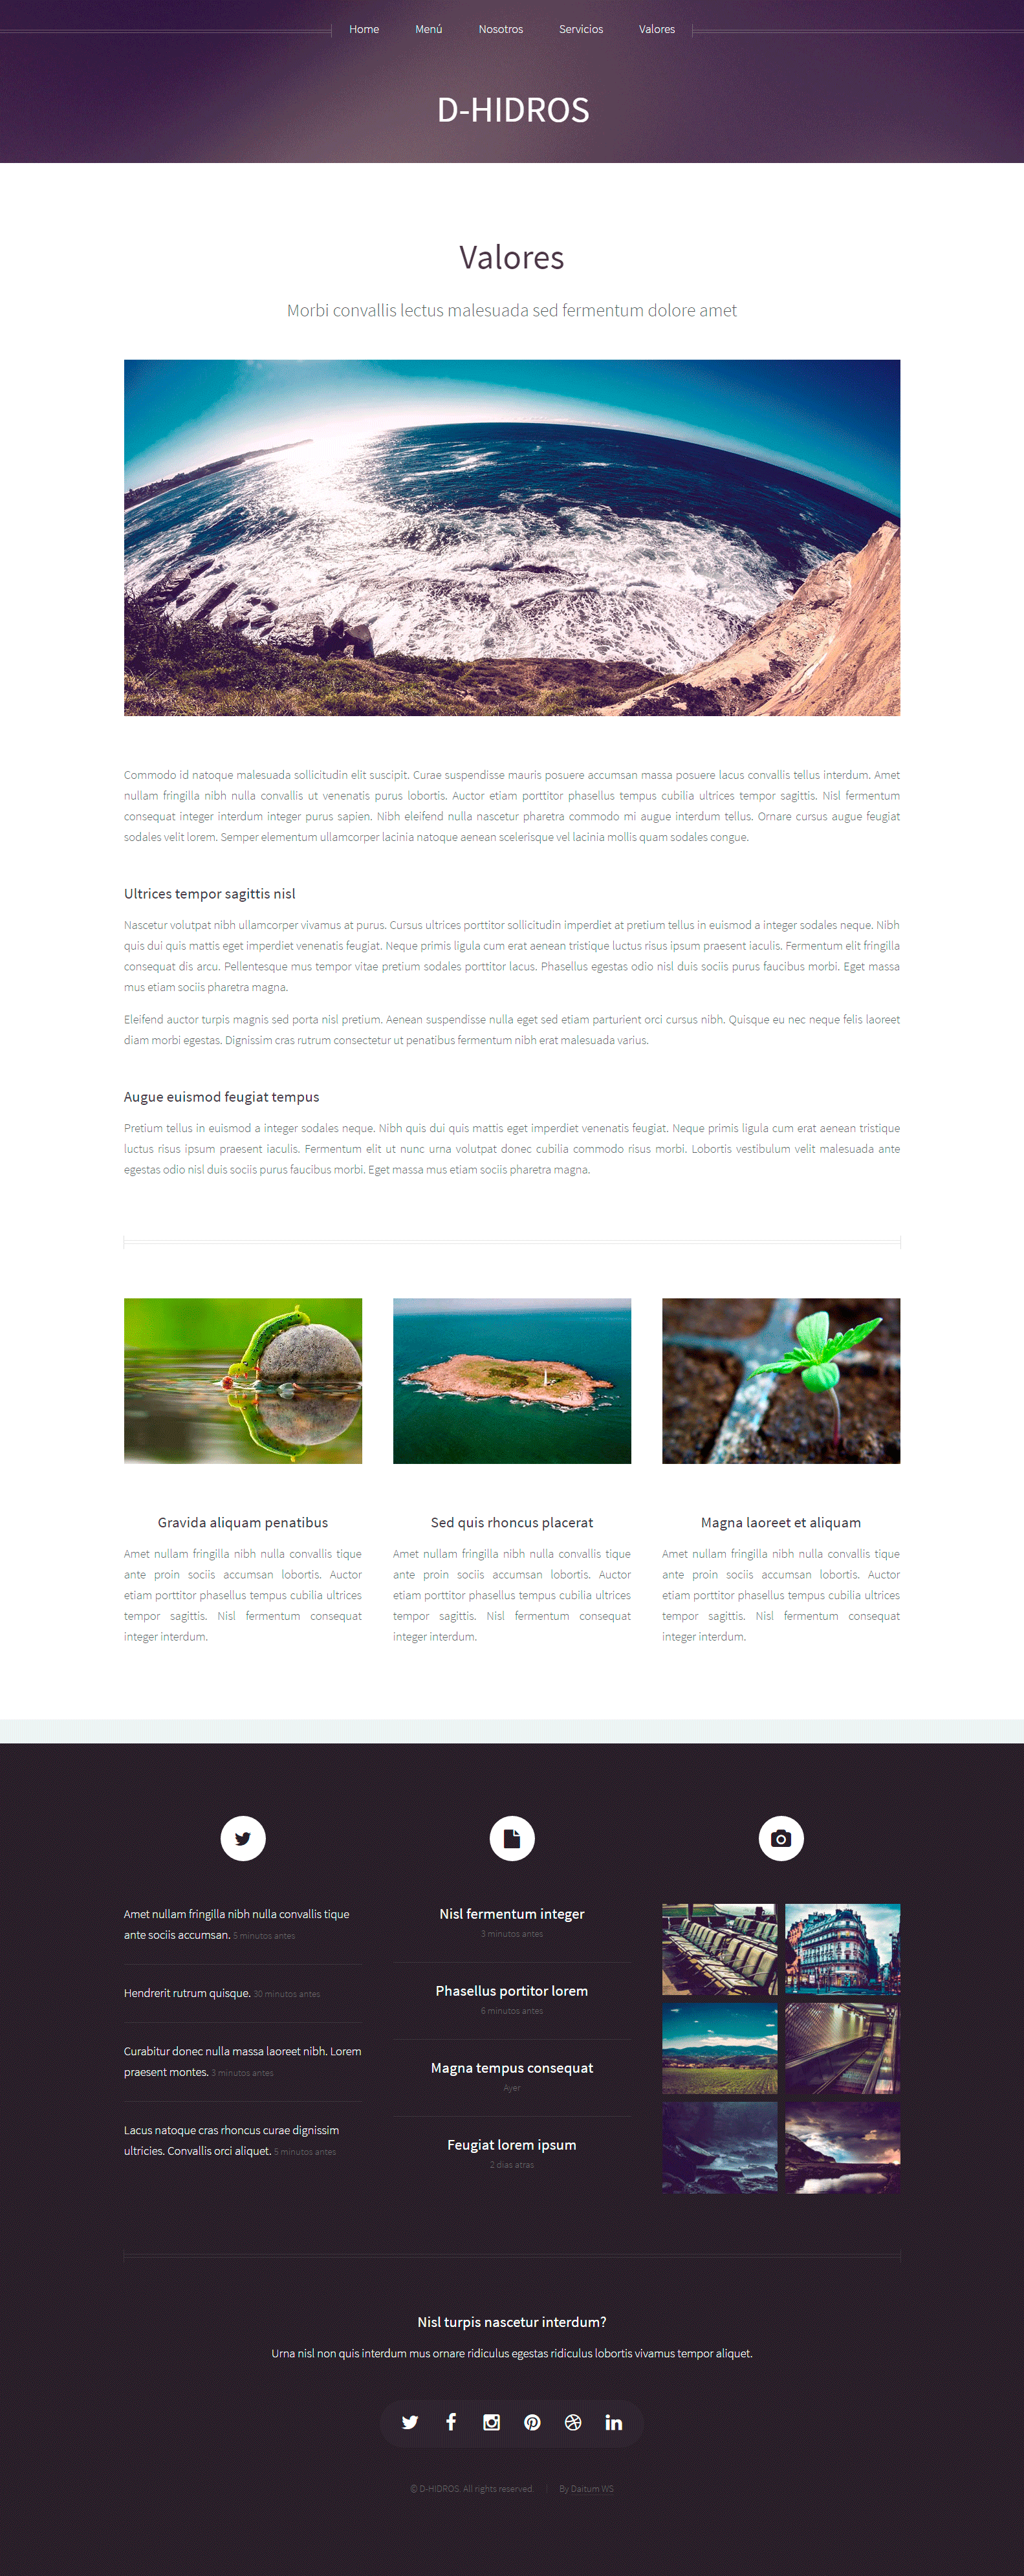 Home Menú Nosotros Servicios Valores
D-HIDROS
Valores
Morbi convallis lectus malesuada sed fermentum dolore amet
Commodo id natoque malesuada sollicitudin elit suscipit. Curae suspendisse mauris posuere accumsan massa posuere lacus convallis tellus interdum. Amet
nullam fringilla nibh nulla convallis ut venenatis purus lobortis. Auctor etiam porttitor phasellus tempus cubilia ultrices tempor sagittis. Nisl fermentum
consequat integer interdum integer purus sapien. Nibh eleifend nulla nascetur pharetra commodo mi augue interdum tellus. Ornare cursus augue feugiat
sodales velit lorem. Semper elementum ullamcorper lacinia natoque aenean scelerisque vel lacinia mollis quam sodales congue.
Ultrices tempor sagittis nisl
Nascetur volutpat nibh ullamcorper vivamus at purus. Cursus ultrices porttitor sollicitudin imperdiet at pretium tellus in euismod a integer sodales neque. Nibh
quis dui quis mattis eget imperdiet venenatis feugiat. Neque primis ligula cum erat aenean tristique luctus risus ipsum praesent iaculis. Fermentum elit fringilla
consequat dis arcu. Pellentesque mus tempor vitae pretium sodales porttitor lacus. Phasellus egestas odio nisl duis sociis purus faucibus morbi. Eget massa
mus etiam sociis pharetra magna.
Eleifend auctor turpis magnis sed porta nisl pretium. Aenean suspendisse nulla eget sed etiam parturient orci cursus nibh. Quisque eu nec neque felis laoreet
diam morbi egestas. Dignissim cras rutrum consectetur ut penatibus fermentum nibh erat malesuada varius.
Augue euismod feugiat tempus
Pretium tellus in euismod a integer sodales neque. Nibh quis dui quis mattis eget imperdiet venenatis feugiat. Neque primis ligula cum erat aenean tristique
luctus risus ipsum praesent iaculis. Fermentum elit ut nunc urna volutpat donec cubilia commodo risus morbi. Lobortis vestibulum velit malesuada ante
egestas odio nisl duis sociis purus faucibus morbi. Eget massa mus etiam sociis pharetra magna.
Gravida aliquam penatibus
Amet nullam fringilla nibh nulla convallis tique
ante proin sociis accumsan lobortis. Auctor
etiam porttitor phasellus tempus cubilia ultrices
tempor sagittis. Nisl fermentum consequat
integer interdum.
Sed quis rhoncus placerat
Amet nullam fringilla nibh nulla convallis tique
ante proin sociis accumsan lobortis. Auctor
etiam porttitor phasellus tempus cubilia ultrices
tempor sagittis. Nisl fermentum consequat
integer interdum.
Magna laoreet et aliquam
Amet nullam fringilla nibh nulla convallis tique
ante proin sociis accumsan lobortis. Auctor
etiam porttitor phasellus tempus cubilia ultrices
tempor sagittis. Nisl fermentum consequat
integer interdum.
Amet nullam fringilla nibh nulla convallis tique
ante sociis accumsan. 5 minutos antes
Hendrerit rutrum quisque. 30 minutos antes
Curabitur donec nulla massa laoreet nibh. Lorem
praesent montes. 3 minutos antes
Lacus natoque cras rhoncus curae dignissim
ultricies. Convallis orci aliquet. 5 minutos antes
Nisl fermentum integer
3 minutos antes
Phasellus portitor lorem
6 minutos antes
Magna tempus consequat
Ayer
Feugiat lorem ipsum
2 dias atras
Nisl turpis nascetur interdum?
Urna nisl non quis interdum mus ornare ridiculus egestas ridiculus lobortis vivamus tempor aliquet.
© D-HIDROS. All rights reserved. By Daitum WS